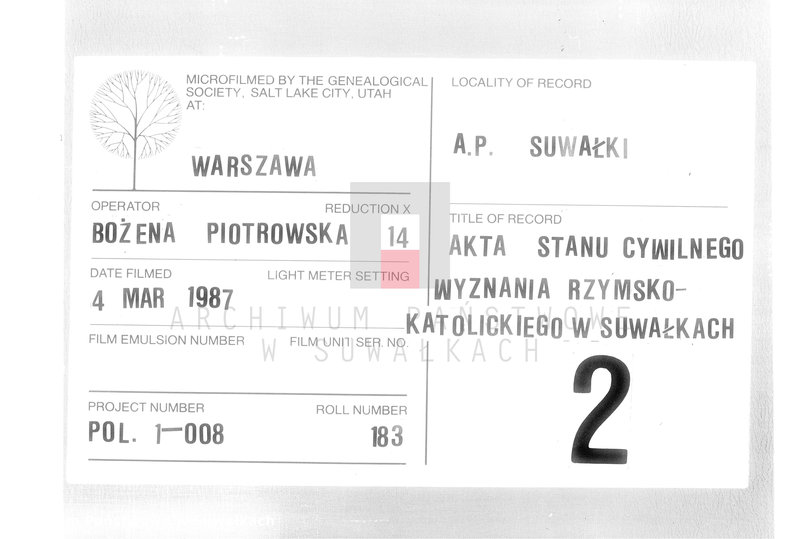 MICROFILMED BY THE GENEALOGICAL
SOCIETY, SALT LAKE CITY, UTAH
AT:
WARSZAWA
OPERATOR
REDUCTION X
BOŻENA PIOTROWSKA
14
DATE FILMED
LIGHT METER SETTING
4 MAR 1987
FILM EMULSION NUMBER
FILM UNIT SER. NO.
PROJECT NUMBER
ROLL NUMBER
POL. 1-008
183
LOCALITY OF RECORD
A.P. SUWAŁKI
TITLE OF RECORD
AKTA STANU CYWILNEGO
WYZNANIA RZYMSKO-
KATOLICKIEGO W SUWAŁKACH
2
ARCHIWUM PAŃSTWOWE
W SUWAŁKACH